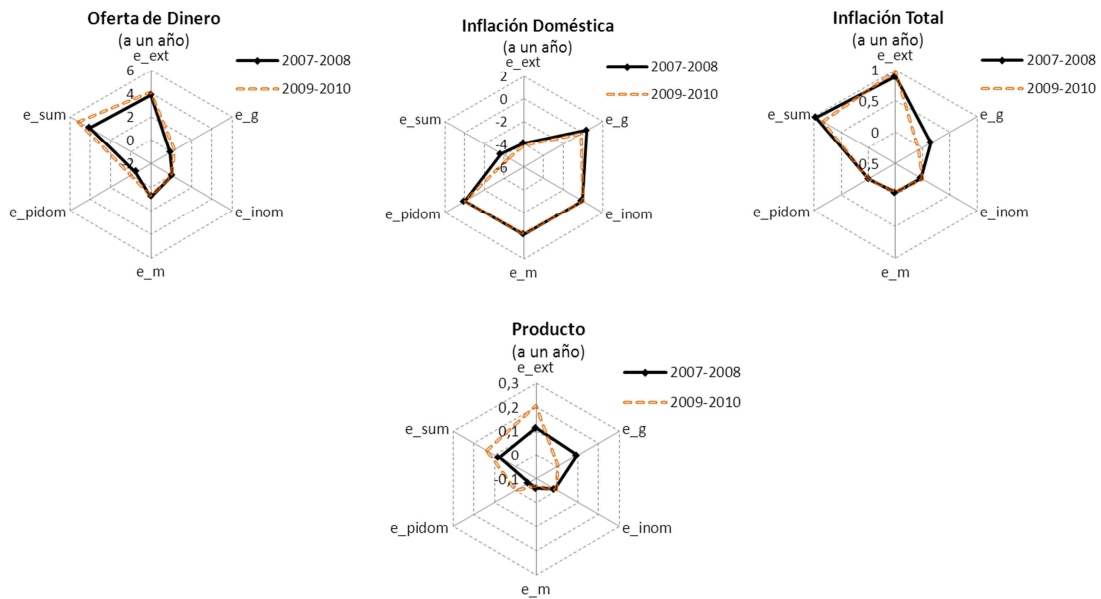 Oferta de Dinero
(a un año)
e_ext
6
4
2
0
-2
e_g
e_inom
e_m
e_pidom
e_sum
2007-2008
2009-2010
Inflación Doméstica
(a un año)
e_ext
2
0
-2
-4
-6
e_g
e_inom
e_m
e_pidom
e_sum
2007-2008
2009-2010
Inflación Total
(a un año)
e_ext
1
0,5
0
-0,5
e_g
e_inom
e_m
e_pidom
e_sum
2007-2008
2009-2010
Producto
(a un año)
e_ext
0,3
0,2
0,1
0
-0,1
e_g
e_inom
e_m
e_pidom
e_sum
2007-2008
2009-2010